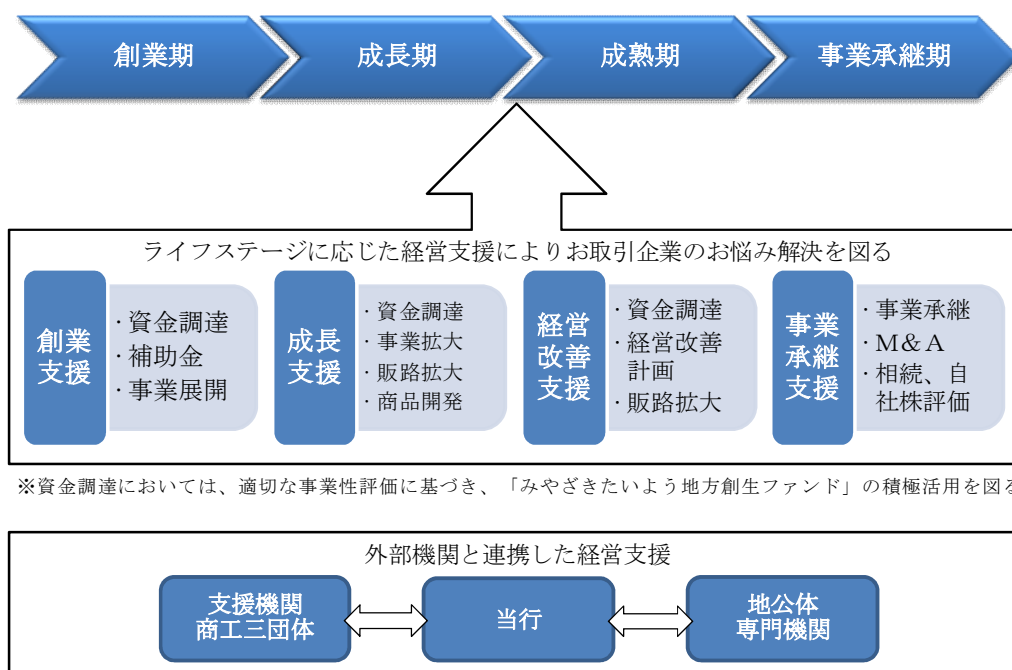 創業期
成長期
成熟期
事業承継期
ライフステージに応じた経営支援によりお取引企業のお悩み解決を図る
創業
支援
・資金調達
・補助金
・事業展開
成長
支援
・資金調達
・事業拡大
・販路拡大
・商品開発
経営
改善
支援
・資金調達
・経営改善
計画
・販路拡大
事業
承継
支援
・事業承継
・M&A
・相続、自
社株評価
※資金調達においては、適切な事業性評価に基づき、「みやざきたいよう地方創生ファンド」の積極活用を図る
外部機関と連携した経営支援
支援機関
商工三団体
当行
地公体
専門機関